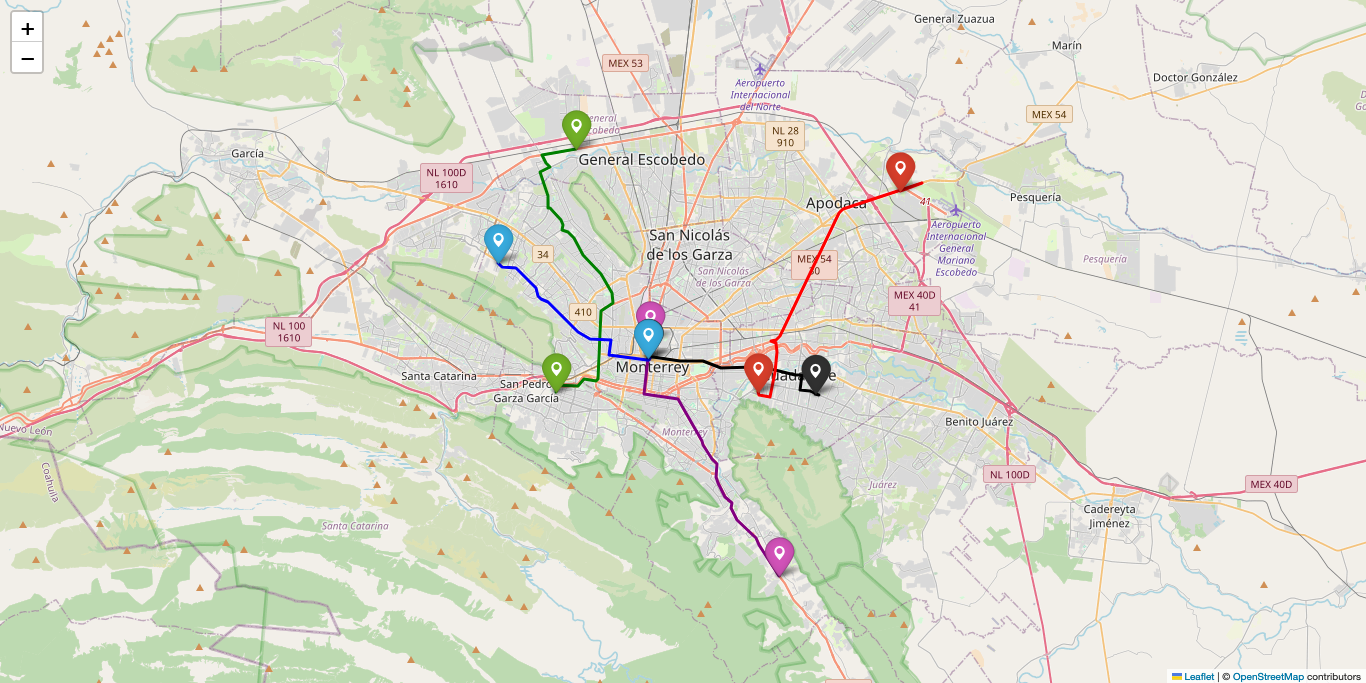 +
−
General Zuazua
Marín
MEX 53
Doctor González
Aeropuerto
Internacional
del Norte
MEX 54
General
Escobedo
NL 28
910
García
General Escobedo
NL 100D
1610
Apodaca
41
Pesquería
Aeropuerto
Internacional
General
Mariano
Escobedo
San Nicolás
de los Garza
34
MEX 54
80
San Nicolás
de los Garza
Pesquería
MEX 40D
41
410
NL 100
1610
Monterrey
Santa Catarina
San Pedro
Garza García
Benito Juárez
Nuevo León
Monterrey
Coahuila
NL 100D
MEX 40D
Juárez
Santa Catarina
Cadereyta
Jiménez
Leaflet | © OpenStreetMap contributors